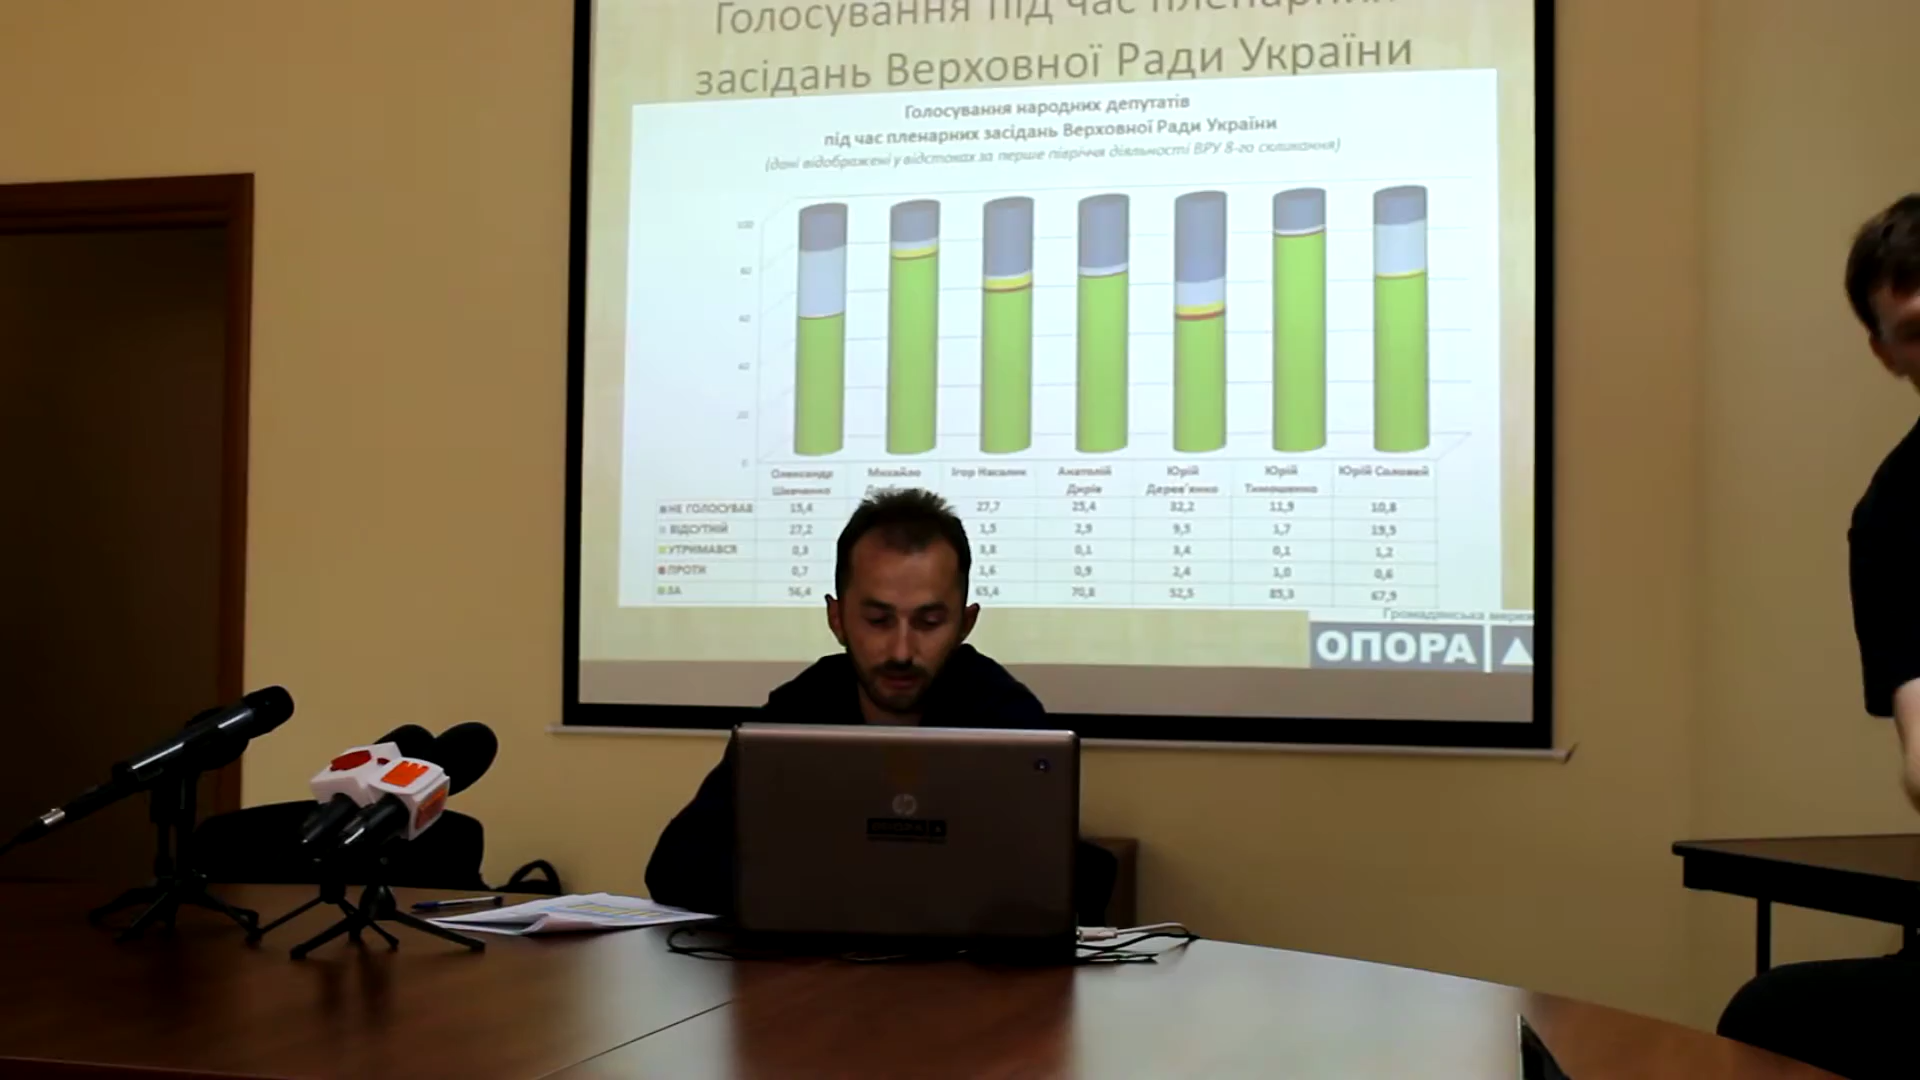 Голосування під час пленарних
засідань Верховної Ради України
Голосування народних депутатів
під час пленарних засідань Верховної Ради України
(дані відображені у відсотках за перше півріччя діяльності ВРУ 8-го скликання)
100
80
60
40
20
0
Олександр Шевченко
Михайло
Ігор Насалик
Анатолій Дирів
Юрій Дерев'янко
Юрій Тимошенко
Юрій Соловей
НЕ ГОЛОСУВАВ 15,4 27,7 25,4 32,2 11,9 10,8
ВІДСУТНІЙ 27,2 1,5 2,9 9,5 1,7 19,5
УТРИМАВСЯ 0,3 3,8 0,1 3,4 0,1 1,2
ПРОТИ 0,7 1,6 0,9 2,4 1,0 0,6
ЗА 56,4 65,4 70,8 52,5 85,3 67,9
Громадянська
ОПОРА
hp
ОПОРА